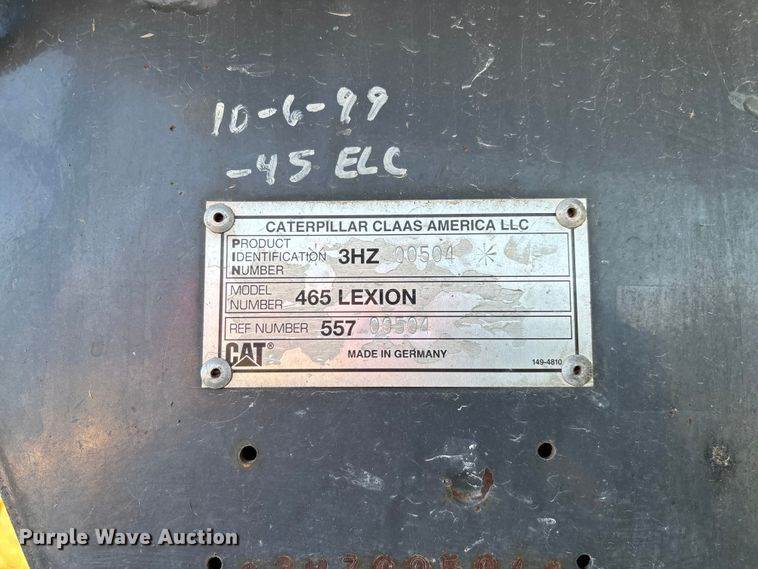 10-6-99
-45 ELC
CATERPILLAR CLAAS AMERICA LLC
PRODUCT IDENTIFICATION NUMBER * 3HZ 00504 *
MODEL NUMBER 465 LEXION
REF NUMBER 557 00504
CAT® MADE IN GERMANY 149-4810
Purple Wave Auction